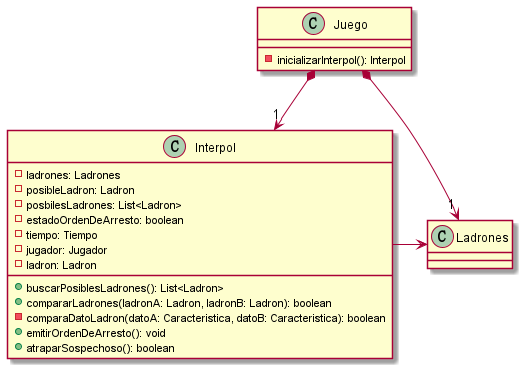 C Juego
inicializarInterpol(): Interpol
1
1
C Interpol
ladrones: Ladrones
posibleLadron: Ladron
posbilesLadrones: List<Ladron>
estadoOrdenDeArresto: boolean
tiempo: Tiempo
jugador: Jugador
ladron: Ladron
buscarPosiblesLadrones(): List<Ladron>
compararLadrones(ladronA: Ladron, ladronB: Ladron): boolean
comparaDatoLadron(datoA: Caracteristica, datoB: Caracteristica): boolean
emitirOrdenDeArresto(): void
atraparSospechoso(): boolean
C Ladrones